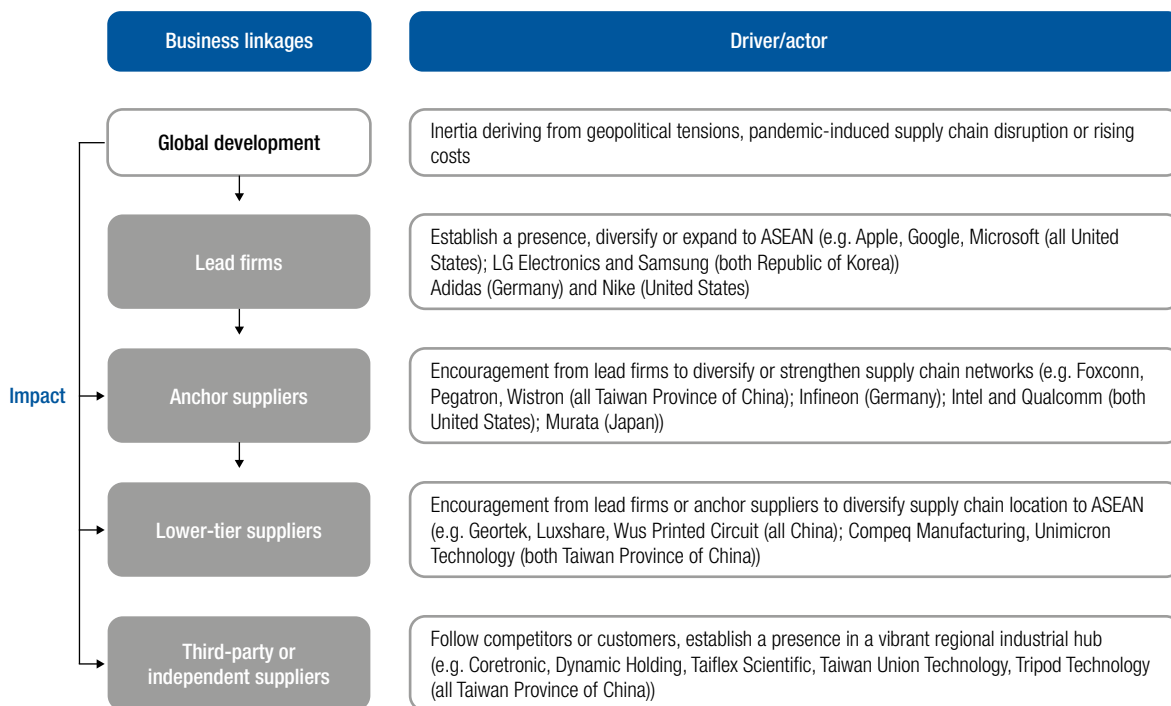 Business linkages
Driver/actor
Global development
Inertia deriving from geopolitical tensions, pandemic-induced supply chain disruption or rising
costs
Lead firms
Establish a presence, diversify or expand to ASEAN (e.g. Apple, Google, Microsoft (all United
States); LG Electronics and Samsung (both Republic of Korea))
Adidas (Germany) and Nike (United States)
Impact
Anchor suppliers
Encouragement from lead firms to diversify or strengthen supply chain networks (e.g. Foxconn,
Pegatron, Wistron (all Taiwan Province of China); Infineon (Germany); Intel and Qualcomm (both
United States); Murata (Japan))
Lower-tier suppliers
Encouragement from lead firms or anchor suppliers to diversify supply chain location to ASEAN
(e.g. Geortek, Luxshare, Wus Printed Circuit (all China); Compeq Manufacturing, Unimicron
Technology (both Taiwan Province of China))
Third-party or
independent suppliers
Follow competitors or customers, establish a presence in a vibrant regional industrial hub
(e.g. Coretronic, Dynamic Holding, Taiflex Scientific, Taiwan Union Technology, Tripod Technology
(all Taiwan Province of China))